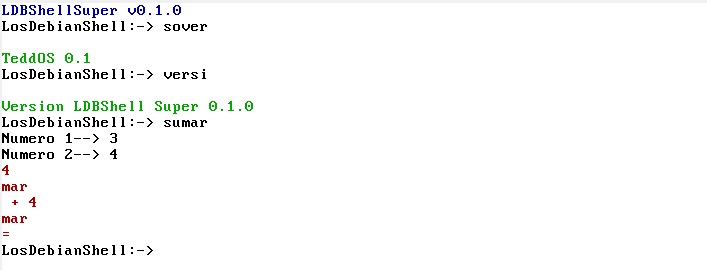 LDBShellSuper v0.1.0
LosDebianShell:-> sover
TeddOS 0.1
LosDebianShell:-> versi
Version LDBShell Super 0.1.0
LosDebianShell:-> sumar
Numero 1--> 3
Numero 2--> 4
4
mar
+ 4
mar
=
LosDebianShell:->